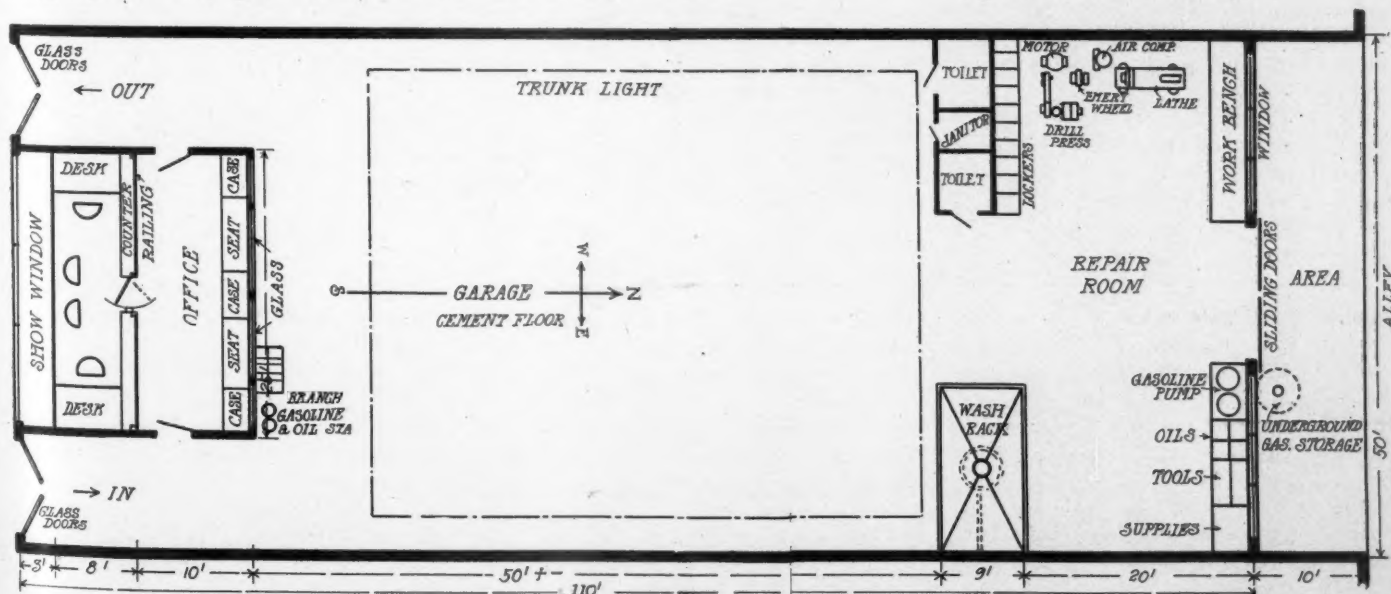 GLASS
DOORS
← OUT
TRUNK LIGHT
TOILET
MOTOR
AIR COMP.
EMERY
WHEEL
LATHE
DRILL
PRESS
JANITOR
TOILET
LOCKERS
WORK BENGH
WINDOW
DESK
COUNTER
RAILING
CASE
SEAT
SHOW WINDOW
OFFICE
CASE
GLASS
S
GARAGE
N
W
E
CEMENT FLOOR
REPAIR
ROOM
SLIDING DOORS
AREA
ALLEY
SEAT
CASE
DESK
BRANCH
GASOLINE
& OIL STA
WASH
RACK
GASOLINE
PUMP
OILS
TOOLS
SUPPLIES
UNDERGROUND
GAS. STORAGE
50'
→ IN
GLASS
DOORS
3'
8'
10'
50' +-
9'
20'
10'
110'